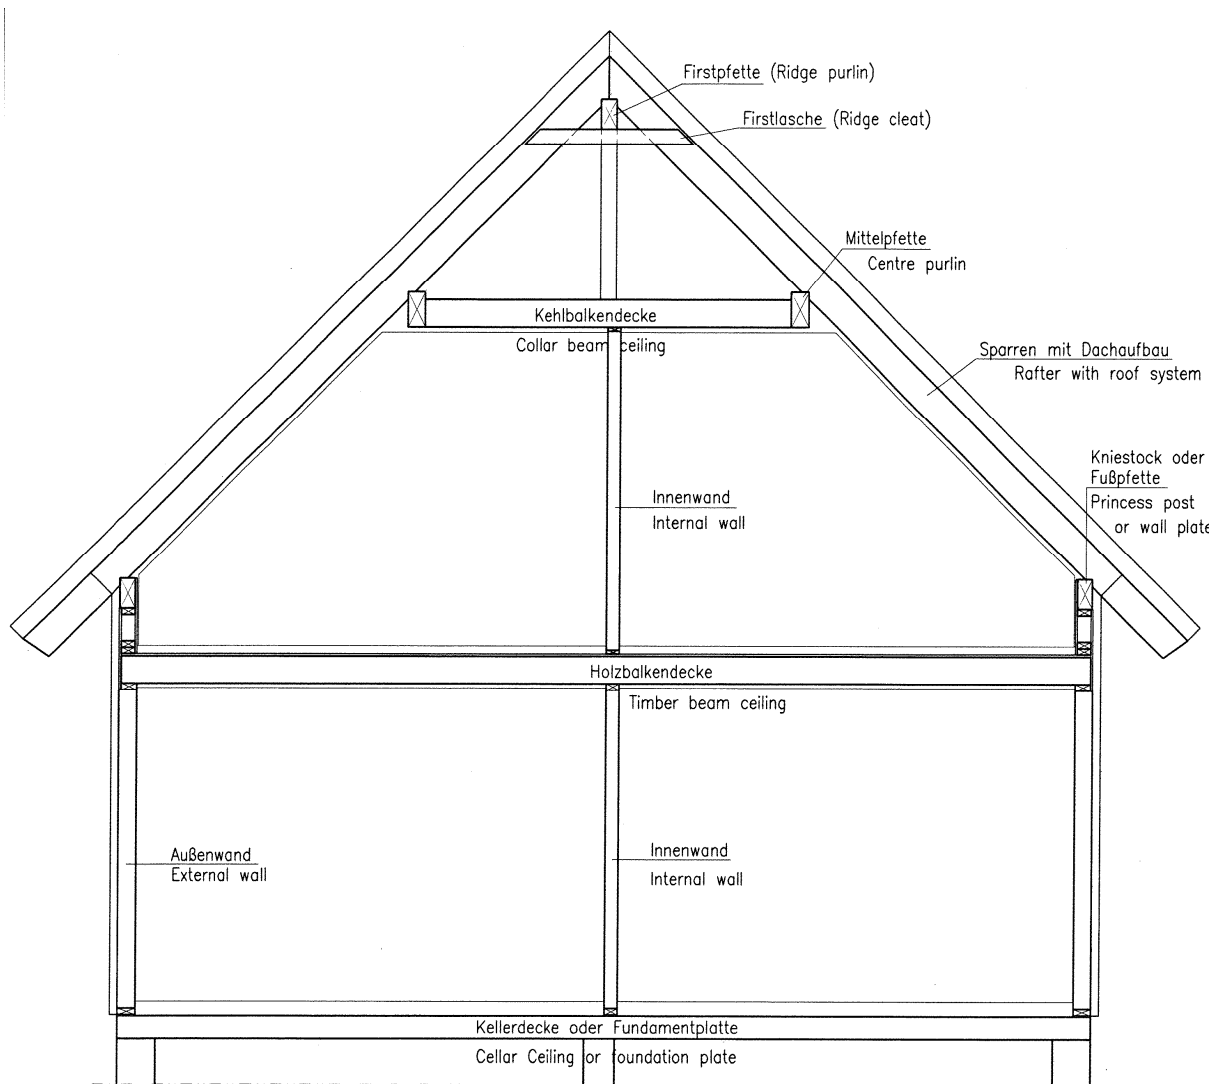 Firstpfette (Ridge purlin)
Firstlasche (Ridge cleat)
Mittelpfette
Centre purlin
Kehlbalkendecke
Collar beam ceiling
Sparren mit Dachaufbau
Rafter with roof system
Kniestock oder
Fußpfette
Princess post
or wall plate
Innenwand
Internal wall
Holzbalkendecke
Timber beam ceiling
Außenwand
External wall
Innenwand
Internal wall
Kellerdecke oder Fundamentplatte
Cellar Ceiling or foundation plate